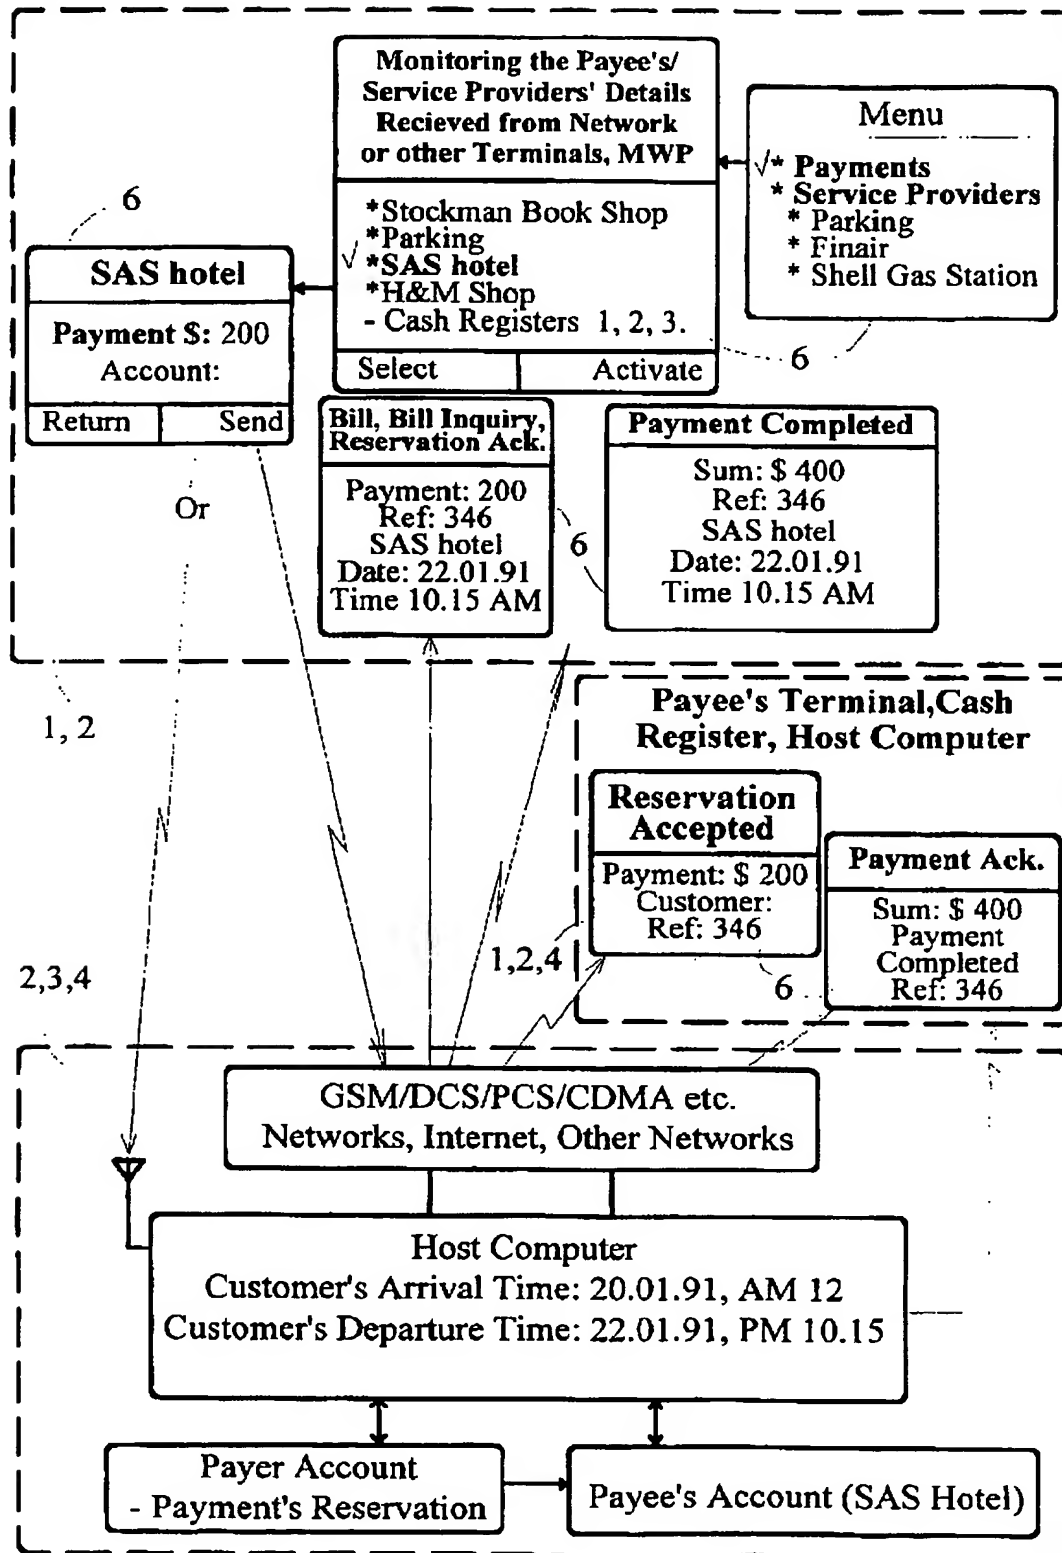 Monitoring the Payee's/
Service Providers' Details
Recieved from Network
or other Terminals, MWP
*Stockman Book Shop
*Parking
√ *SAS hotel
*H&M Shop
- Cash Registers 1, 2, 3.
Select Activate
Menu
√* Payments
* Service Providers
* Parking
* Finair
* Shell Gas Station
6
6
SAS hotel
Payment $: 200
Account:
Return Send
Or
Bill, Bill Inquiry,
Reservation Ack.
Payment: 200
Ref: 346
SAS hotel
Date: 22.01.91
Time 10.15 AM
6
Payment Completed
Sum: $ 400
Ref: 346
SAS hotel
Date: 22.01.91
Time 10.15 AM
1, 2
Payee's Terminal,Cash
Register, Host Computer
Reservation
Accepted
Payment: $ 200
Customer:
Ref: 346
Payment Ack.
Sum: $ 400
Payment
Completed
Ref: 346
1,2,4
6
2,3,4
GSM/DCS/PCS/CDMA etc.
Networks, Internet, Other Networks
Host Computer
Customer's Arrival Time: 20.01.91, AM 12
Customer's Departure Time: 22.01.91, PM 10.15
Payer Account
- Payment's Reservation
Payee's Account (SAS Hotel)